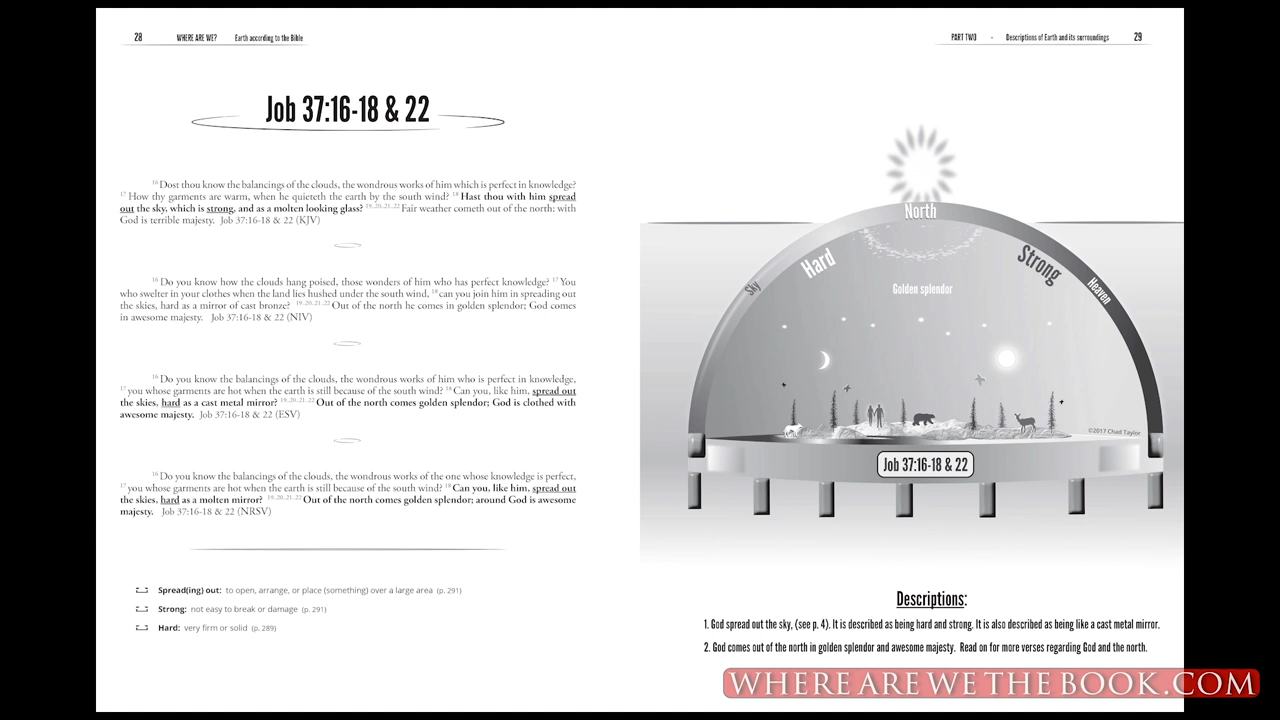 28 WHERE ARE WE? Earth according to the Bible
Job 37:16-18 & 22
16 Dost thou know the balancings of the clouds, the wondrous works of him which is perfect in knowledge?
17 How thy garments are warm, when he quieteth the earth by the south wind? 18 Hast thou with him spread
out the sky, which is strong, and as a molten looking glass? 19..20..21..22 Fair weather cometh out of the north: with
God is terrible majesty. Job 37:16-18 & 22 (KJV)
16 Do you know how the clouds hang poised, those wonders of him who has perfect knowledge? 17 You
who swelter in your clothes when the land lies hushed under the south wind, 18 can you join him in spreading out
the skies, hard as a mirror of cast bronze? 19..20..21..22 Out of the north he comes in golden splendor; God comes
in awesome majesty. Job 37:16-18 & 22 (NIV)
16 Do you know the balancings of the clouds, the wondrous works of him who is perfect in knowledge,
17 you whose garments are hot when the earth is still because of the south wind? 18 Can you, like him, spread out
the skies, hard as a cast metal mirror? 19..20..21..22 Out of the north comes golden splendor; God is clothed with
awesome majesty. Job 37:16-18 & 22 (ESV)
16 Do you know the balancings of the clouds, the wondrous works of the one whose knowledge is perfect,
17 you whose garments are hot when the earth is still because of the south wind? 18 Can you, like him, spread out
the skies, hard as a molten mirror? 19..20..21..22 Out of the north comes golden splendor; around God is awesome
majesty. Job 37:16-18 & 22 (NRSV)
Spread(ing) out: to open, arrange, or place (something) over a large area (p. 291)
Strong: not easy to break or damage (p. 291)
Hard: very firm or solid (p. 289)
PART TWO - Descriptions of Earth and its surroundings 29
North
Hard
Strong
Sky
Heaven
Golden splendor
©2017 Chad Taylor
Job 37:16-18 & 22
Descriptions:
1. God spread out the sky, (see p. 4). It is described as being hard and strong. It is also described as being like a cast metal mirror.
2. God comes out of the north in golden splendor and awesome majesty. Read on for more verses regarding God and the north.
WHEREAREWETHEBOOK.COM